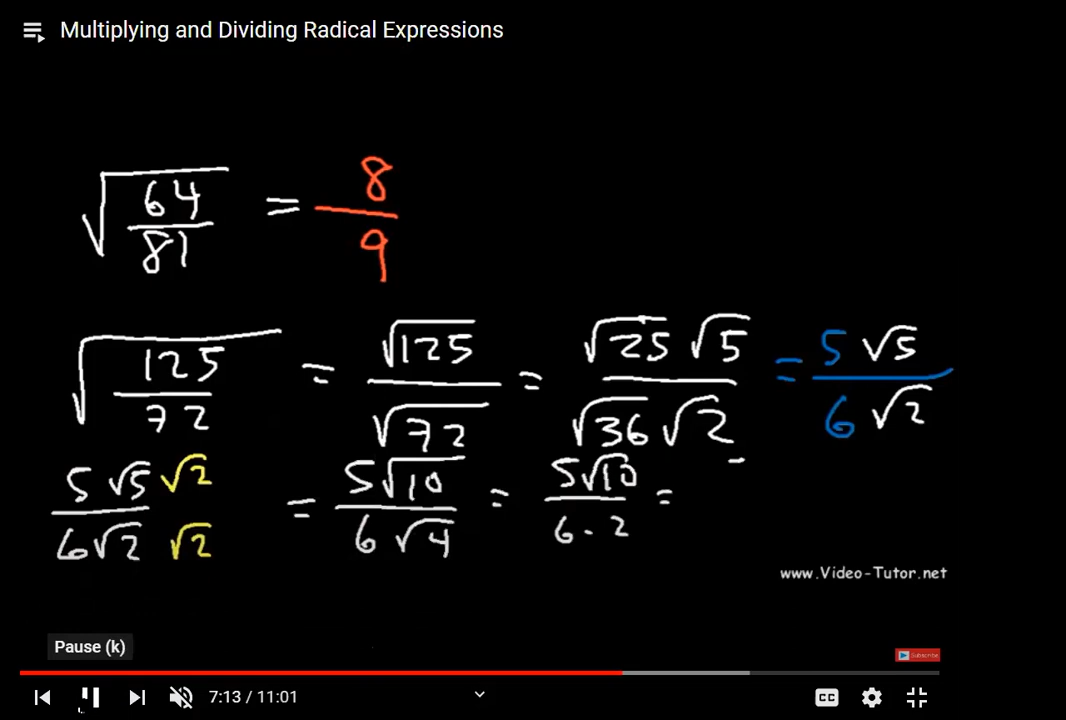 Multiplying and Dividing Radical Expressions
√(64/81) = 8/9
√(125/72) = √125/√72 = √25 √5/√36 √2 = 5 √5/6 √2
5 √5 √2/6√2 √2 = 5√10/6 √4 = 5√10/6 · 2 =
www.Video-Tutor.net
Pause (k)
Subscribe
7:13 / 11:01
CC